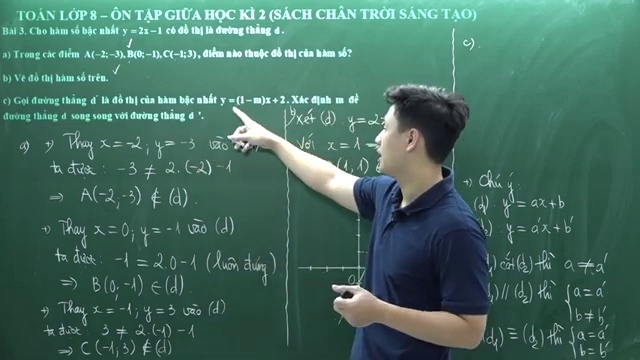 TOÁN LỚP 8 – ÔN TẬP GIỮA HỌC KÌ 2 (SÁCH CHÂN TRỜI SÁNG TẠO)
Bài 3. Cho hàm số bậc nhất y = 2x – 1 có đồ thị là đường thẳng d .
a) Trong các điểm A(–2; –3), B(0; –1), C(–1; 3) , điểm nào thuộc đồ thị của hàm số?
b) Vẽ đồ thị hàm số trên.
c) Gọi đường thẳng d' là đồ thị của hàm bậc nhất y = (1 – m)x + 2 . Xác định m để
đường thẳng d song song với đường thẳng d '.
a) +) Thay x = -2 ; y = -3 vào
ta được: -3 ≠ 2.(-2) -1
⇒ A(-2; -3) ∉ (d).
+) Thay x = 0; y = -1 vào (d)
ta được: -1 = 2.0 -1 (luôn đúng)
⇒ B(0, -1) ∈ (d).
+) Thay x = -1; y = 3 vào (d)
ta được: 3 ≠ 2.(-1) -1
⇒ C(-1; 3) ∉ (d)
b) Xét (d) y = 2x
Với x = 1
(1, 1)
O
c).
+) Chú ý:
(d₁): y = ax + b
y = a'x + b'
cắt (d₂) thì a ≠ a'
// (d₂) thì { a = a'
b ≠ b'
(d₁) ≡ (d₂) thì { a = a'
b = b'